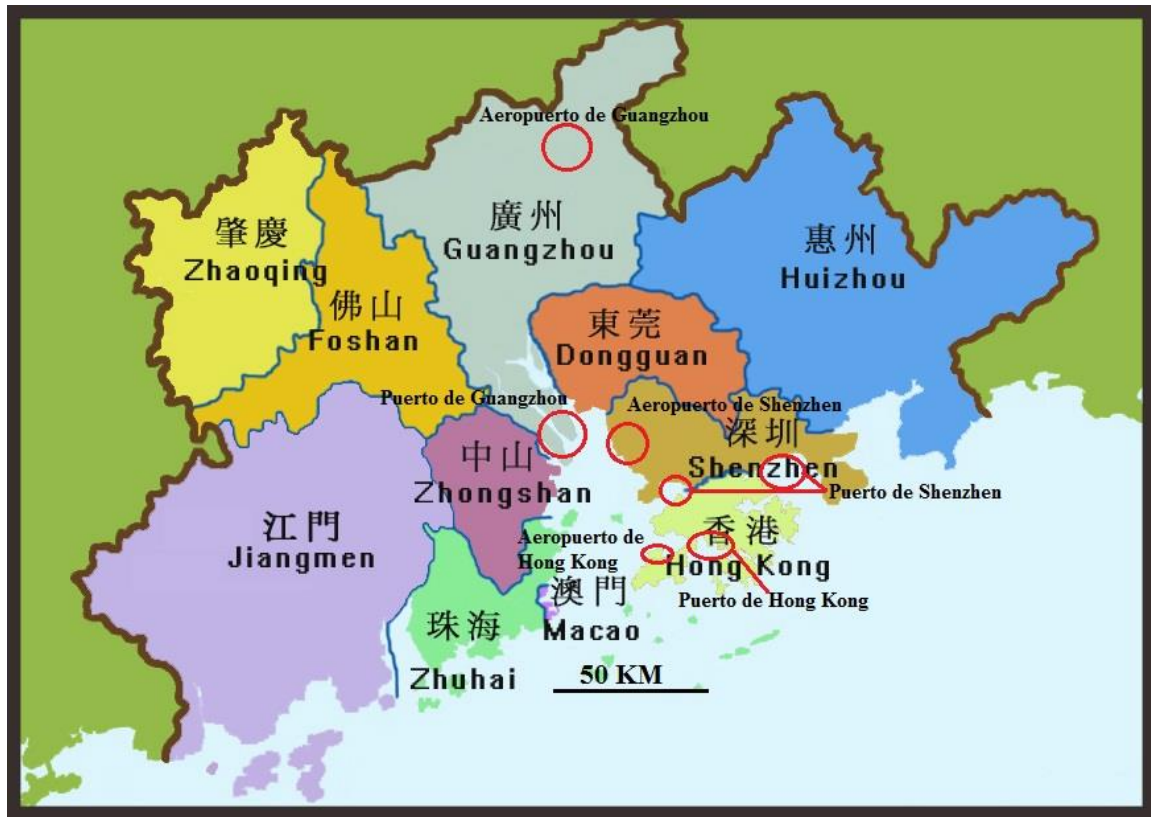 Aeropuerto de Guangzhou
廣州
Guangzhou
肇慶
Zhaoqing
惠州
Huizhou
佛山
Foshan
東莞
Dongguan
Puerto de Guangzhou
Aeropuerto de Shenzhen
深圳
Shenzhen
中山
Zhongshan
Puerto de Shenzhen
江門
Jiangmen
Aeropuerto de
Hong Kong
香港
Hong Kong
Puerto de Hong Kong
澳門
Macao
珠海
Zhuhai
50 KM